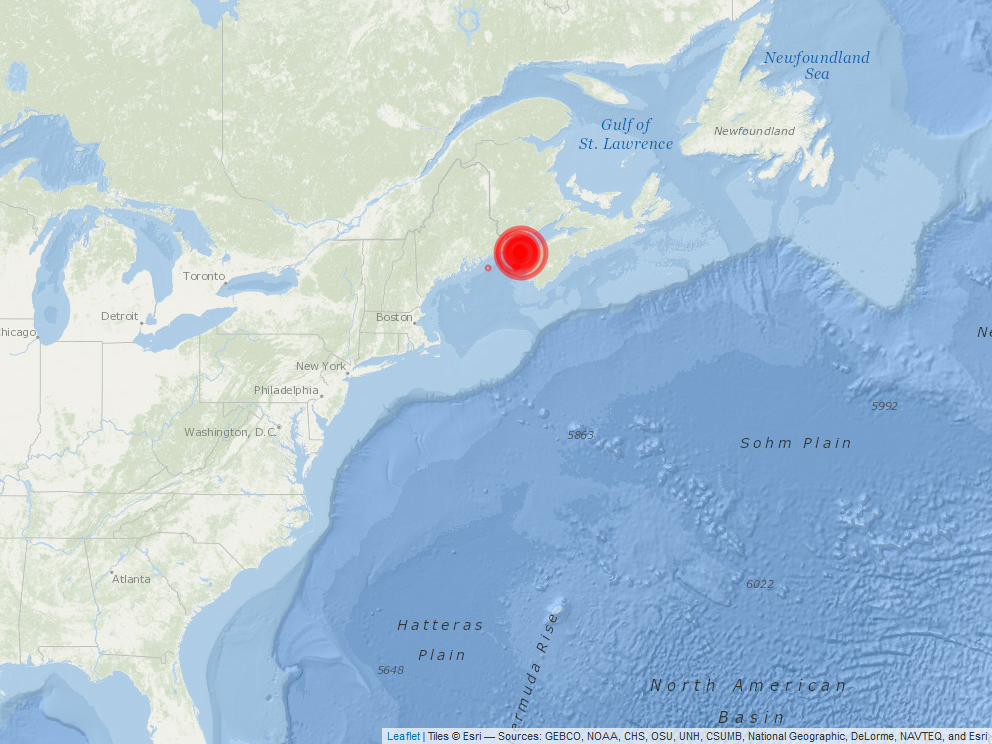 Newfoundland
Sea
Gulf of
St. Lawrence
Newfoundland
Toronto
Detroit
hicago
Boston
New York
Philadelphia
Washington, D.C.
Ne
5992
5863
Sohm Plain
Atlanta
6022
Hatteras
Plain
5648
ermuda Rise
North American
Basin
Leaflet | Tiles © Esri — Sources: GEBCO, NOAA, CHS, OSU, UNH, CSUMB, National Geographic, DeLorme, NAVTEQ, and Esri